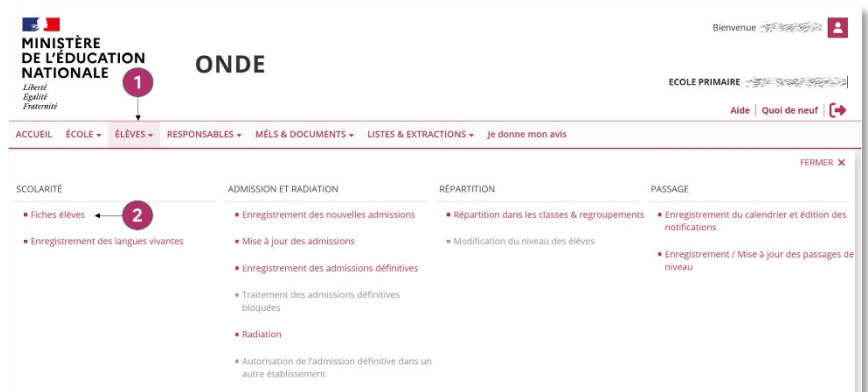 MINISTÈRE
DE L'ÉDUCATION
NATIONALE
Liberté
Égalité
Fraternité
ONDE
Bienvenue
ECOLE PRIMAIRE
Aide | Quoi de neuf |
1
ACCUEIL ÉCOLE ÉLÈVES RESPONSABLES MÉLS & DOCUMENTS LISTES & EXTRACTIONS Je donne mon avis
FERMER X
SCOLARITÉ
Fiches élèves
2
Enregistrement des langues vivantes
ADMISSION ET RADIATION
Enregistrement des nouvelles admissions
Mise à jour des admissions
Enregistrement des admissions définitives
Traitement des admissions définitives
bloquées
Radiation
Autorisation de l'admission définitive dans un
autre établissement
RÉPARTITION
Répartition dans les classes & regroupements
Modification du niveau des élèves
PASSAGE
Enregistrement du calendrier et édition des
notifications
Enregistrement / Mise à jour des passages de
niveau